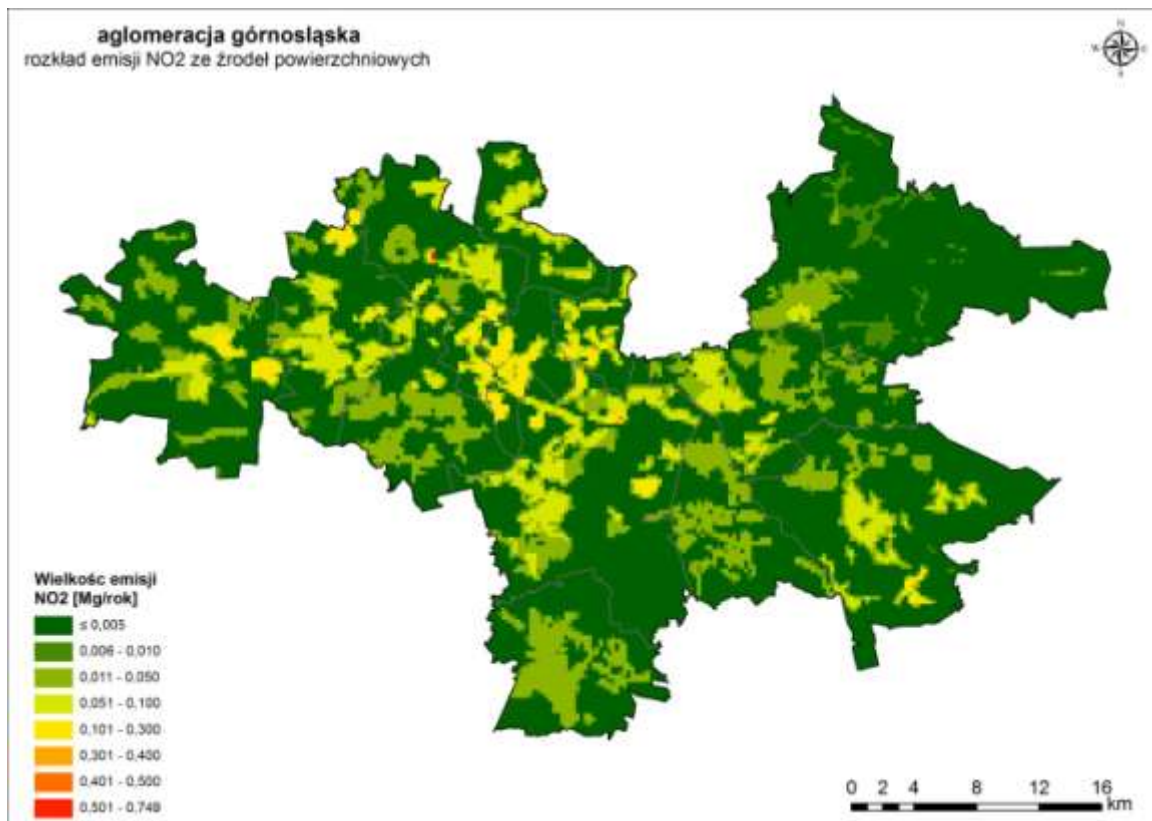 aglomeracja górnośląska
rozkład emisji NO2 ze źrodeł powierzchniowych
N
W
S
Wielkośc emisji
NO2 [Mg/rok]
≤ 0,005
0,006 - 0,010
0,011 - 0,050
0,051 - 0,100
0,101 - 0,300
0,301 - 0,400
0,401 - 0,500
0,501 - 0,749
0 2 4 8 12 16
km